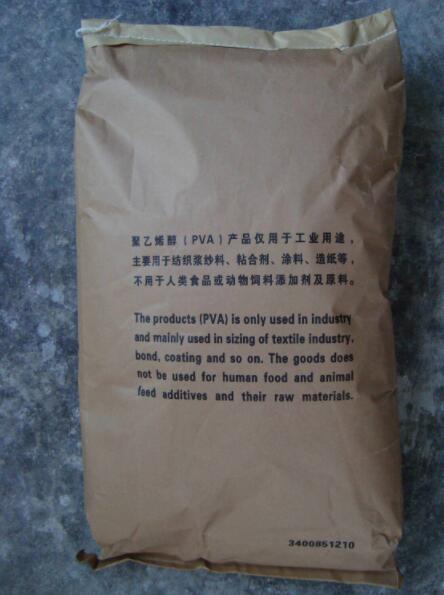 聚乙烯醇（PVA）产品仅用于工业用途，
主要用于纺织浆纱料、粘合剂、涂料、造纸等，
不用于人类食品或动物饲料添加剂及原料。
The products (PVA) is only used in industry
and mainly used in sizing of textile industry,
bond, coating and so on. The goods does
not be used for human food and animal
feed additives and their raw materials.
3400851210